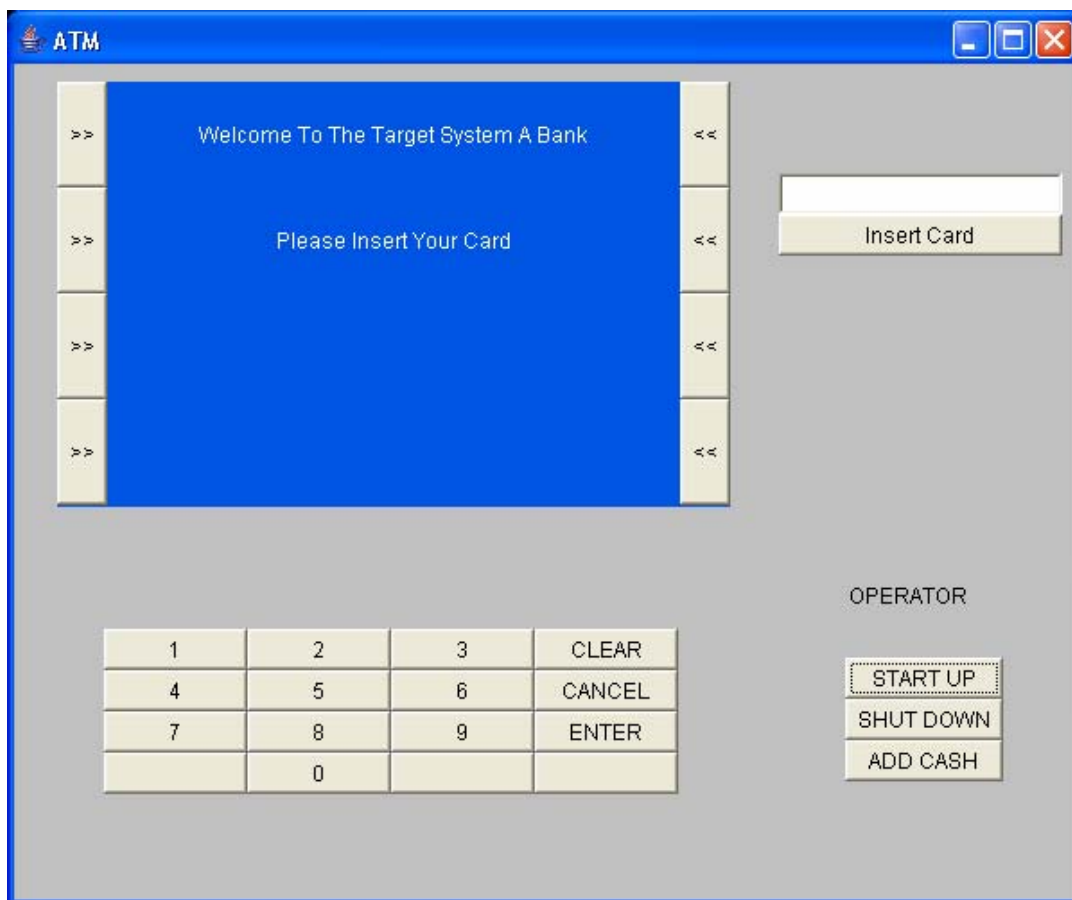 ATM
>> Welcome To The Target System A Bank <<
>> Please Insert Your Card <<
Insert Card
>> <<
>> <<
OPERATOR
1 2 3 CLEAR
4 5 6 CANCEL
7 8 9 ENTER
0
START UP
SHUT DOWN
ADD CASH